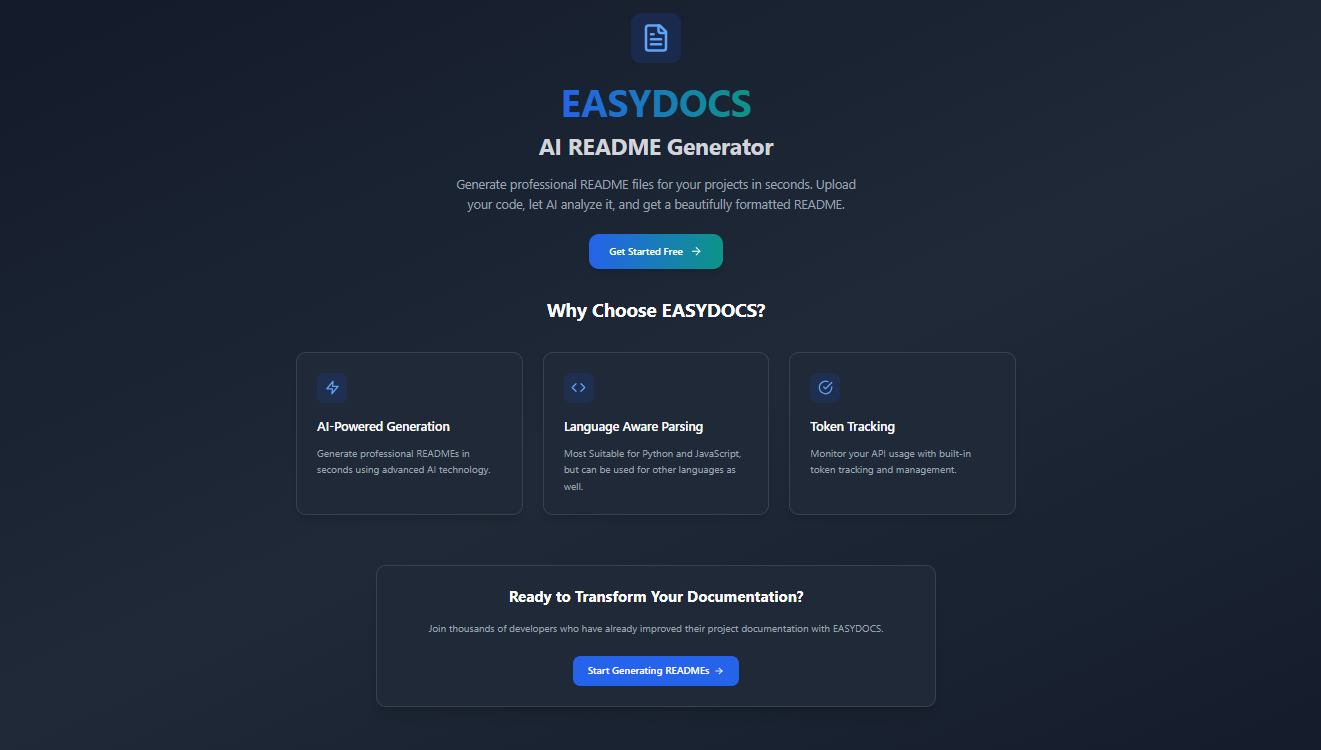 EASYDOCS
AI README Generator
Generate professional README files for your projects in seconds. Upload
your code, let AI analyze it, and get a beautifully formatted README.
Get Started Free →
Why Choose EASYDOCS?
AI-Powered Generation
Generate professional READMEs in
seconds using advanced AI technology.
Language Aware Parsing
Most Suitable for Python and JavaScript,
but can be used for other languages as
well.
Token Tracking
Monitor your API usage with built-in
token tracking and management.
Ready to Transform Your Documentation?
Join thousands of developers who have already improved their project documentation with EASYDOCS.
Start Generating READMEs →